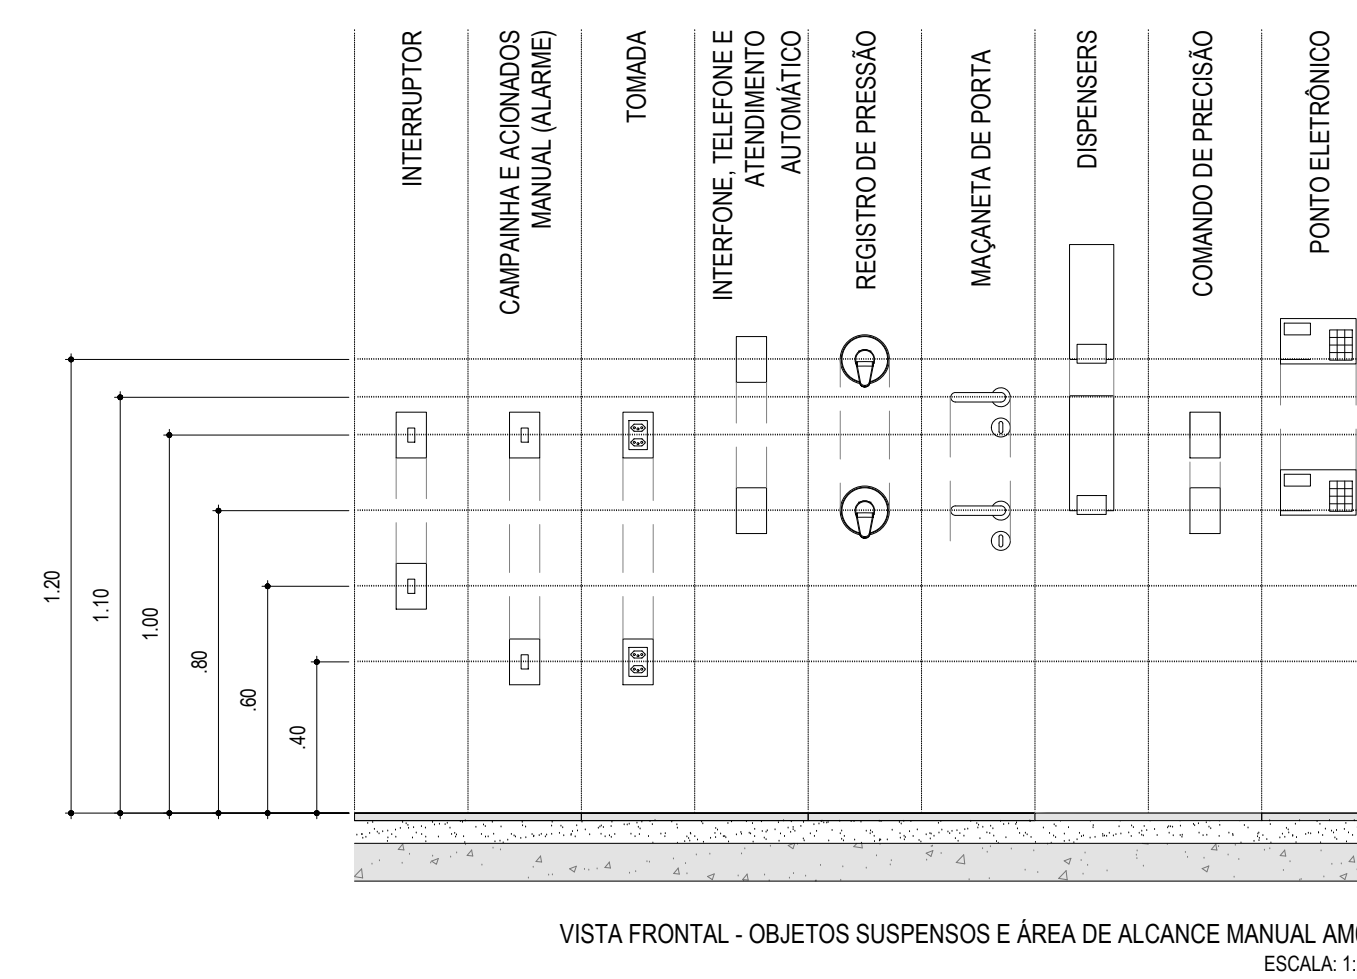 INTERRUPTOR
CAMPAINHA E ACIONADOS
MANUAL (ALARME)
TOMADA
INTERFONE, TELEFONE E
ATENDIMENTO
AUTOMÁTICO
REGISTRO DE PRESSÃO
MAÇANETA DE PORTA
DISPENSERS
COMANDO DE PRECISÃO
PONTO ELETRÔNICO
1.20
1.10
1.00
.80
.60
.40
VISTA FRONTAL - OBJETOS SUSPENSOS E ÁREA DE ALCANCE MANUAL
ESCALA: 1: